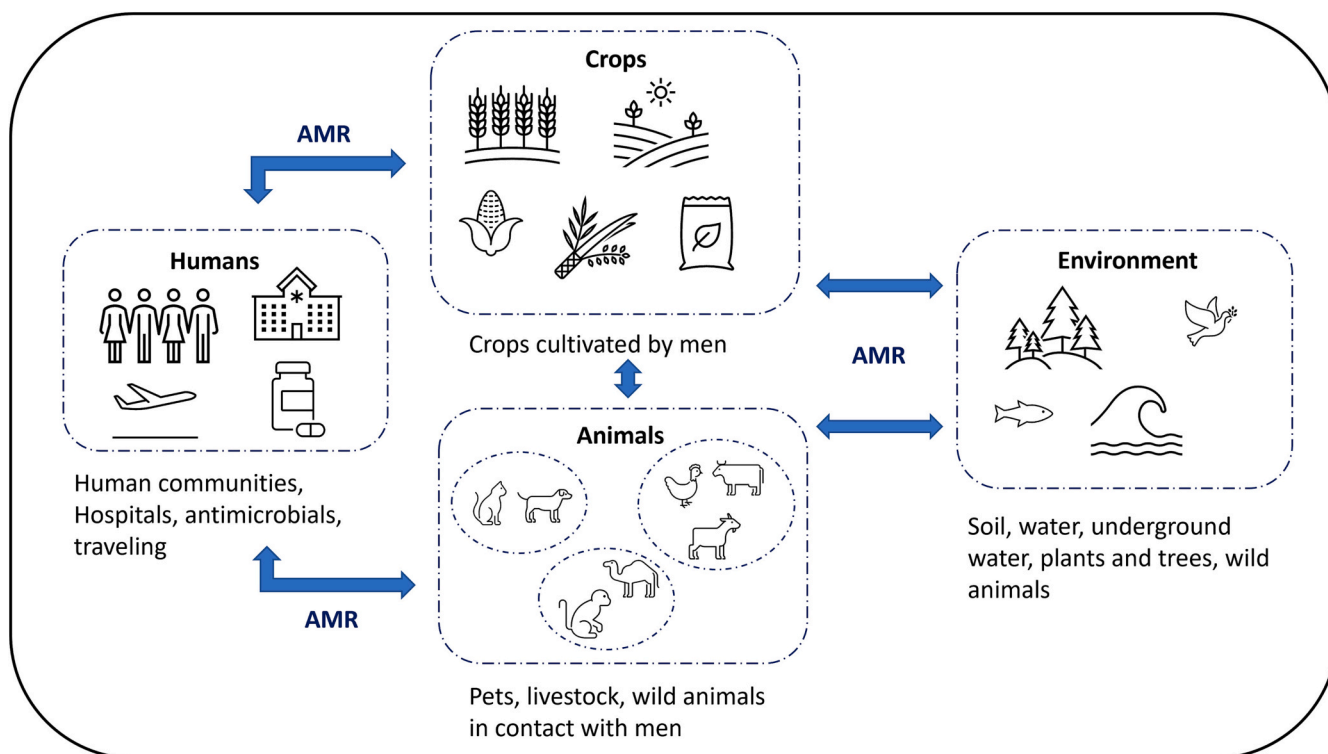 Crops
AMR
Humans
Environment
Crops cultivated by men
AMR
Animals
Human communities,
Hospitals, antimicrobials,
traveling
Soil, water, underground
water, plants and trees, wild
animals
AMR
Pets, livestock, wild animals
in contact with men